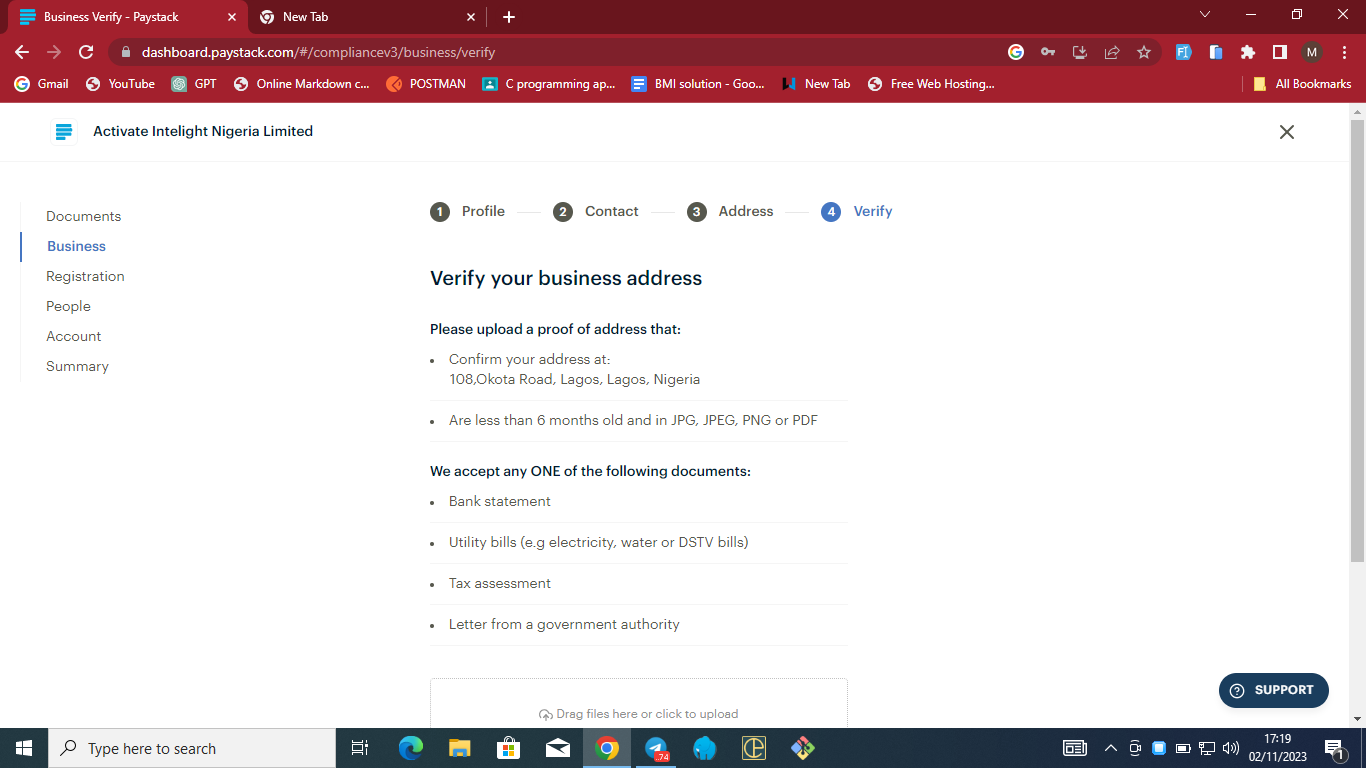 Business Verify - Paystack
New Tab
dashboard.paystack.com/#/compliancev3/business/verify
M
Gmail
YouTube
GPT
Online Markdown c...
POSTMAN
C programming ap...
BMI solution - Goo...
New Tab
Free Web Hosting...
All Bookmarks
Activate Intelight Nigeria Limited
Documents
Business
Registration
People
Account
Summary
1 Profile
2 Contact
3 Address
4 Verify
Verify your business address
Please upload a proof of address that:
Confirm your address at:
108,Okota Road, Lagos, Lagos, Nigeria
Are less than 6 months old and in JPG, JPEG, PNG or PDF
We accept any ONE of the following documents:
Bank statement
Utility bills (e.g electricity, water or DSTV bills)
Tax assessment
Letter from a government authority
Drag files here or click to upload
SUPPORT
Type here to search
74
17:19
02/11/2023
1